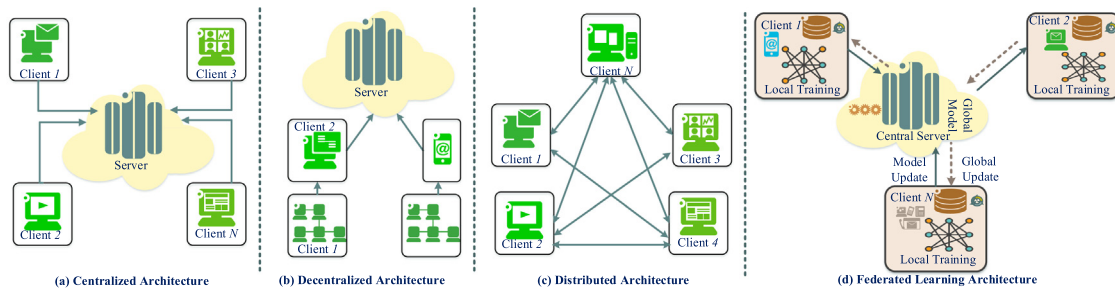 Client 1
Client 3
Server
Client 2
Client N
(a) Centralized Architecture
Server
Client 2
@
Client 1
(b) Decentralized Architecture
Client N
Client 1
Client 3
Client 2
Client 4
(c) Distributed Architecture
Client 1
@
Local Training
Client 2
Local Training
Central Server
Global
Model
Model
Update
Global
Update
Client N
Local Training
(d) Federated Learning Architecture